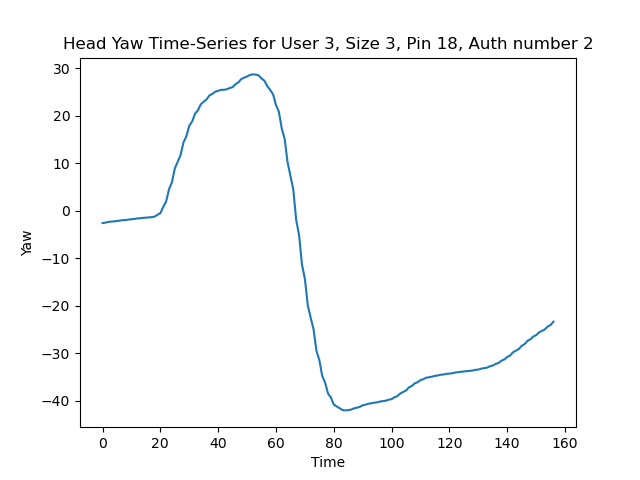 Head Yaw Time-Series for User 3, Size 3, Pin 18, Auth number 2
30
20
10
0
−10
−20
−30
−40
Yaw
0 20 40 60 80 100 120 140 160
Time